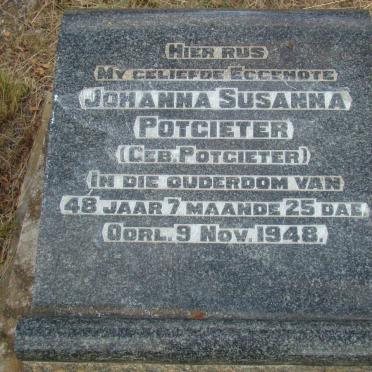 Hier rus
My geliefde Eggenote
Johanna Susanna
Potgieter
(Geb. Potgieter)
in die ouderdom van
48 jaar 7 maande 25 dae
Oorl. 9 Nov. 1948.